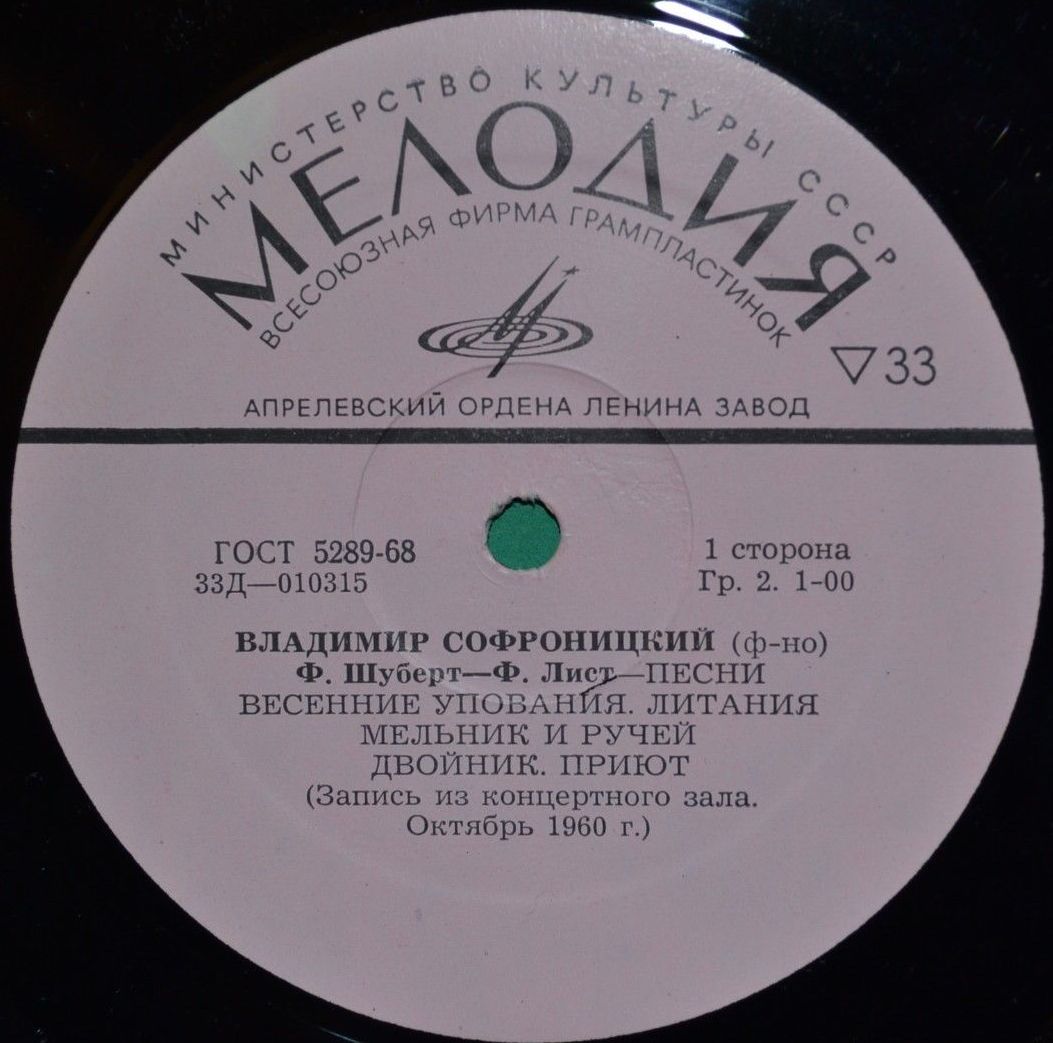 МИНИСТЕРСТВО КУЛЬТУРЫ СССР
МЕЛОДИЯ
ВСЕСОЮЗНАЯ ФИРМА ГРАМПЛАСТИНОК
33
АПРЕЛЕВСКИЙ ОРДЕНА ЛЕНИНА ЗАВОД
ГОСТ 5289-68
33Д—010315
1 сторона
Гр. 2. 1-00
ВЛАДИМИР СОФРОНИЦКИЙ (ф-но)
Ф. Шуберт—Ф. Лист—ПЕСНИ
ВЕСЕННИЕ УПОВАНИЯ. ЛИТАНИЯ
МЕЛЬНИК И РУЧЕЙ
ДВОЙНИК. ПРИЮТ
(Запись из концертного зала.
Октябрь 1960 г.)